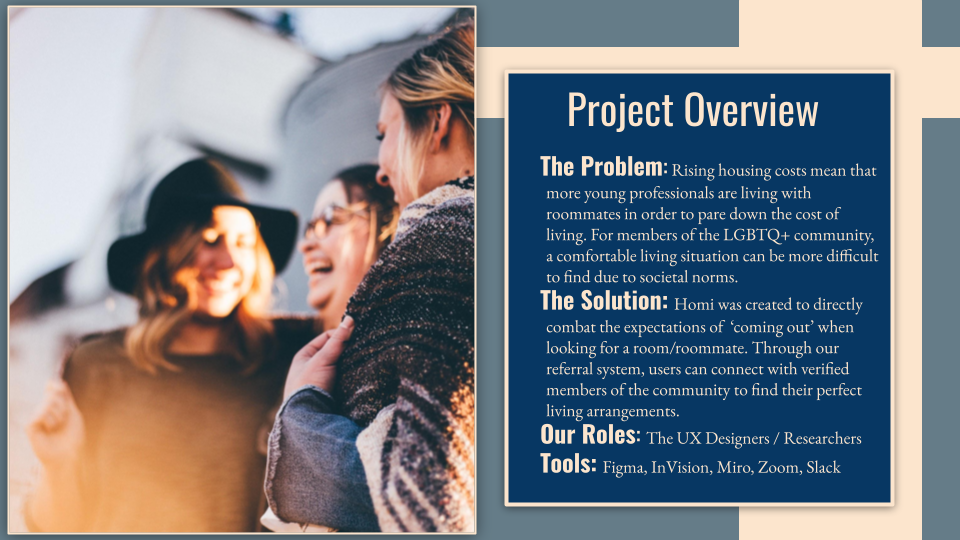 Project Overview
The Problem: Rising housing costs mean that
more young professionals are living with
roommates in order to pare down the cost of
living. For members of the LGBTQ+ community,
a comfortable living situation can be more difficult
to find due to societal norms.
The Solution: Homi was created to directly
combat the expectations of ‘coming out’ when
looking for a room/roommate. Through our
referral system, users can connect with verified
members of the community to find their perfect
living arrangements.
Our Roles: The UX Designers / Researchers
Tools: Figma, InVision, Miro, Zoom, Slack